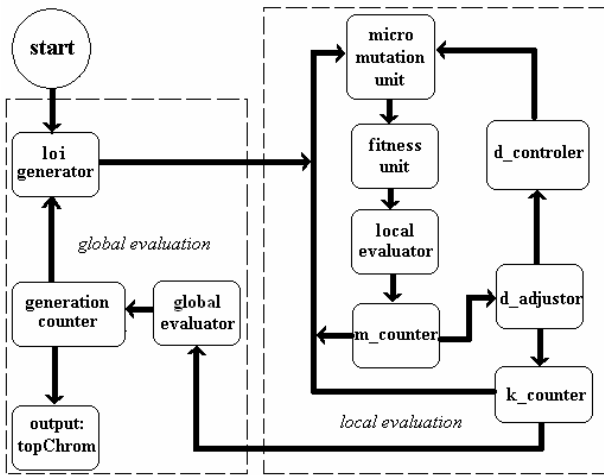 start
micro
mutation
unit
loi
generator
fitness
unit
d_controler
global evaluation
local
evaluator
generation
counter
global
evaluator
m_counter
d_adjustor
output:
topChrom
local evaluation
k_counter